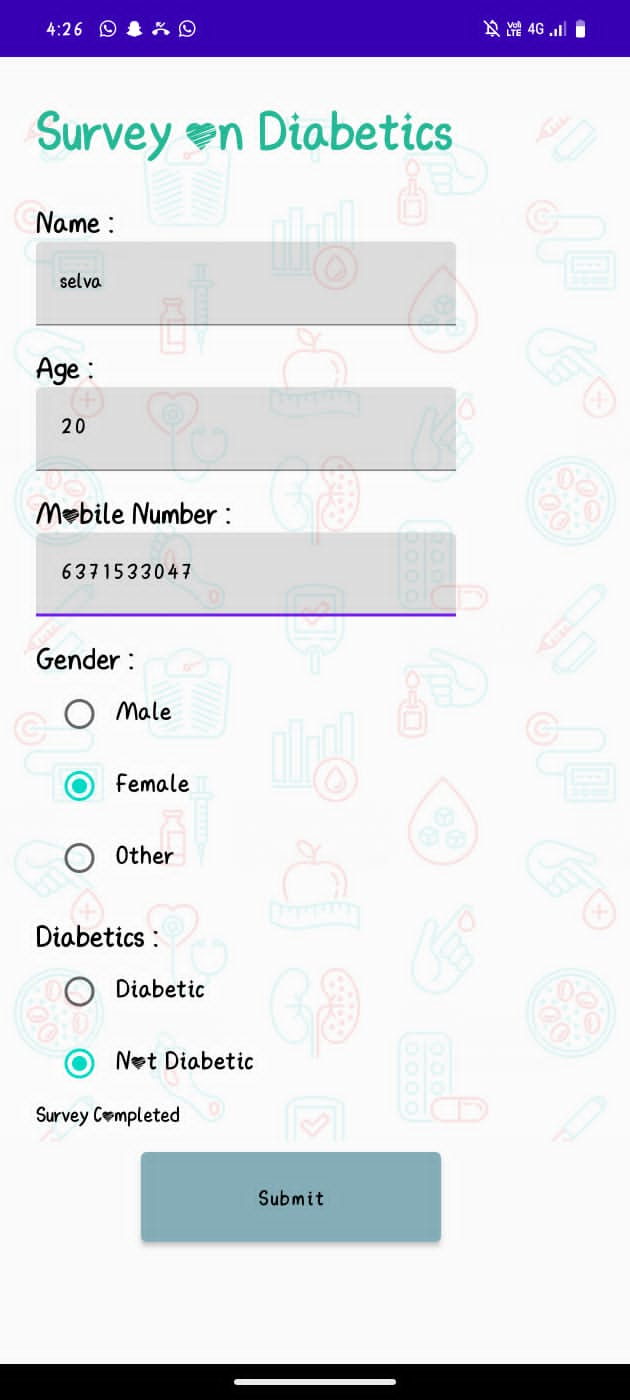 4:26
VoD LTE 4G
Survey on Diabetics
Name :
selva
Age :
20
Mobile Number :
6371533047
Gender :
Male
Female
Other
Diabetics :
Diabetic
Not Diabetic
Survey Completed
Submit